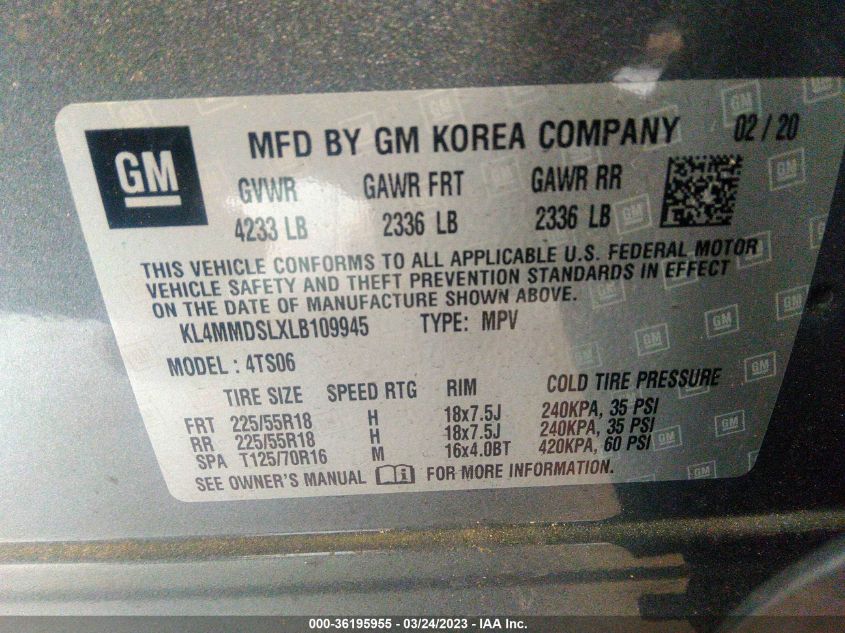 GM
MFD BY GM KOREA COMPANY 02/20
GVWR GAWR FRT GAWR RR
4233 LB 2336 LB 2336 LB
THIS VEHICLE CONFORMS TO ALL APPLICABLE U.S. FEDERAL MOTOR
VEHICLE SAFETY AND THEFT PREVENTION STANDARDS IN EFFECT
ON THE DATE OF MANUFACTURE SHOWN ABOVE.
KL4MMDSLXLB109945 TYPE: MPV
MODEL : 4TS06
TIRE SIZE SPEED RTG RIM COLD TIRE PRESSURE
FRT 225/55R18 H 18x7.5J 240KPA, 35 PSI
RR 225/55R18 H 18x7.5J 240KPA, 35 PSI
SPA T125/70R16 M 16x4.0BT 420KPA, 60 PSI
SEE OWNER'S MANUAL FOR MORE INFORMATION.
000-36195955 — 03/24/2023 — IAA Inc.